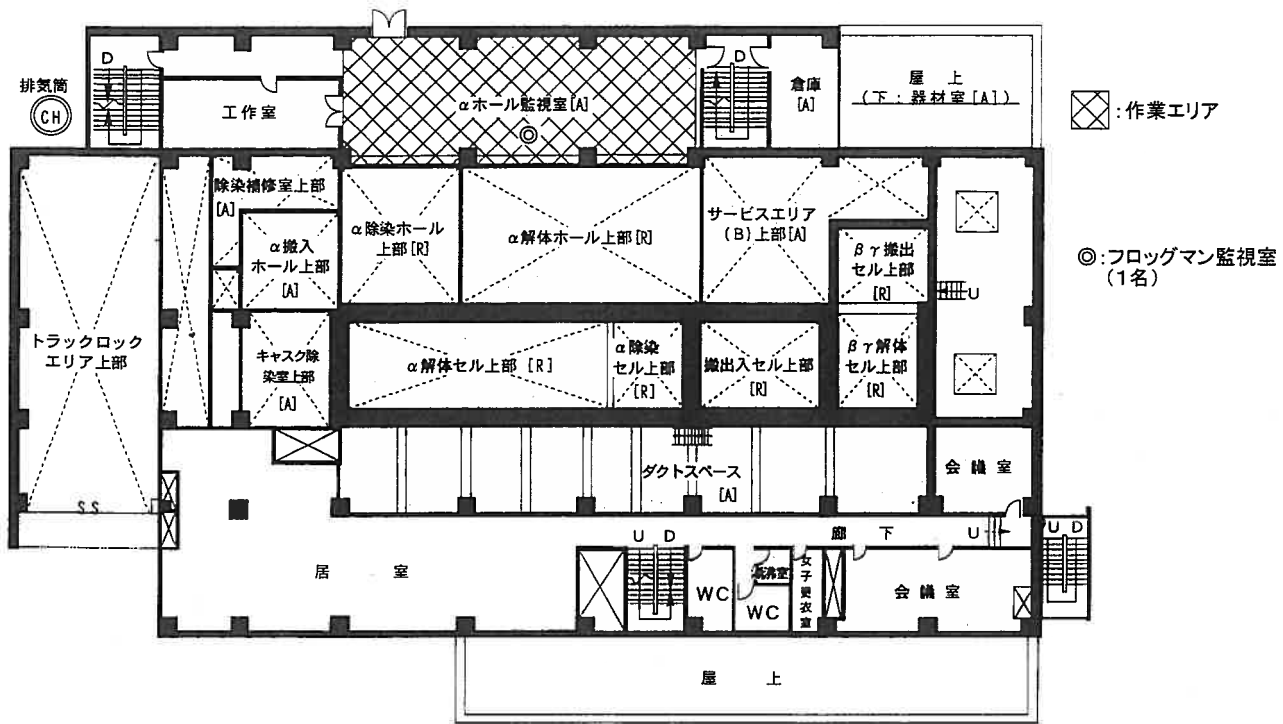 排気筒
CH
D
工作室
αホール監視室[A]
D
倉庫
[A]
屋上
(下:器材室[A])
:作業エリア
除染補修室上部
[A]
α搬入
ホール上部
[A]
α除染ホール
上部[R]
α解体ホール上部[R]
サービスエリア
(B)上部[A]
βγ搬出
セル上部
[R]
U
◎:フロッグマン監視室
(1名)
トラックロック
エリア上部
キャスク除
染室上部
[A]
α解体セル上部 [R]
α除染
セル上部
[R]
搬出入セル上部
[R]
βγ解体
セル上部
[R]
ダクトスペース
[A]
会議室
SS
廊下
U
U D
U D
居室
WC
湯沸室
WC
女子更衣室
会議室
屋上